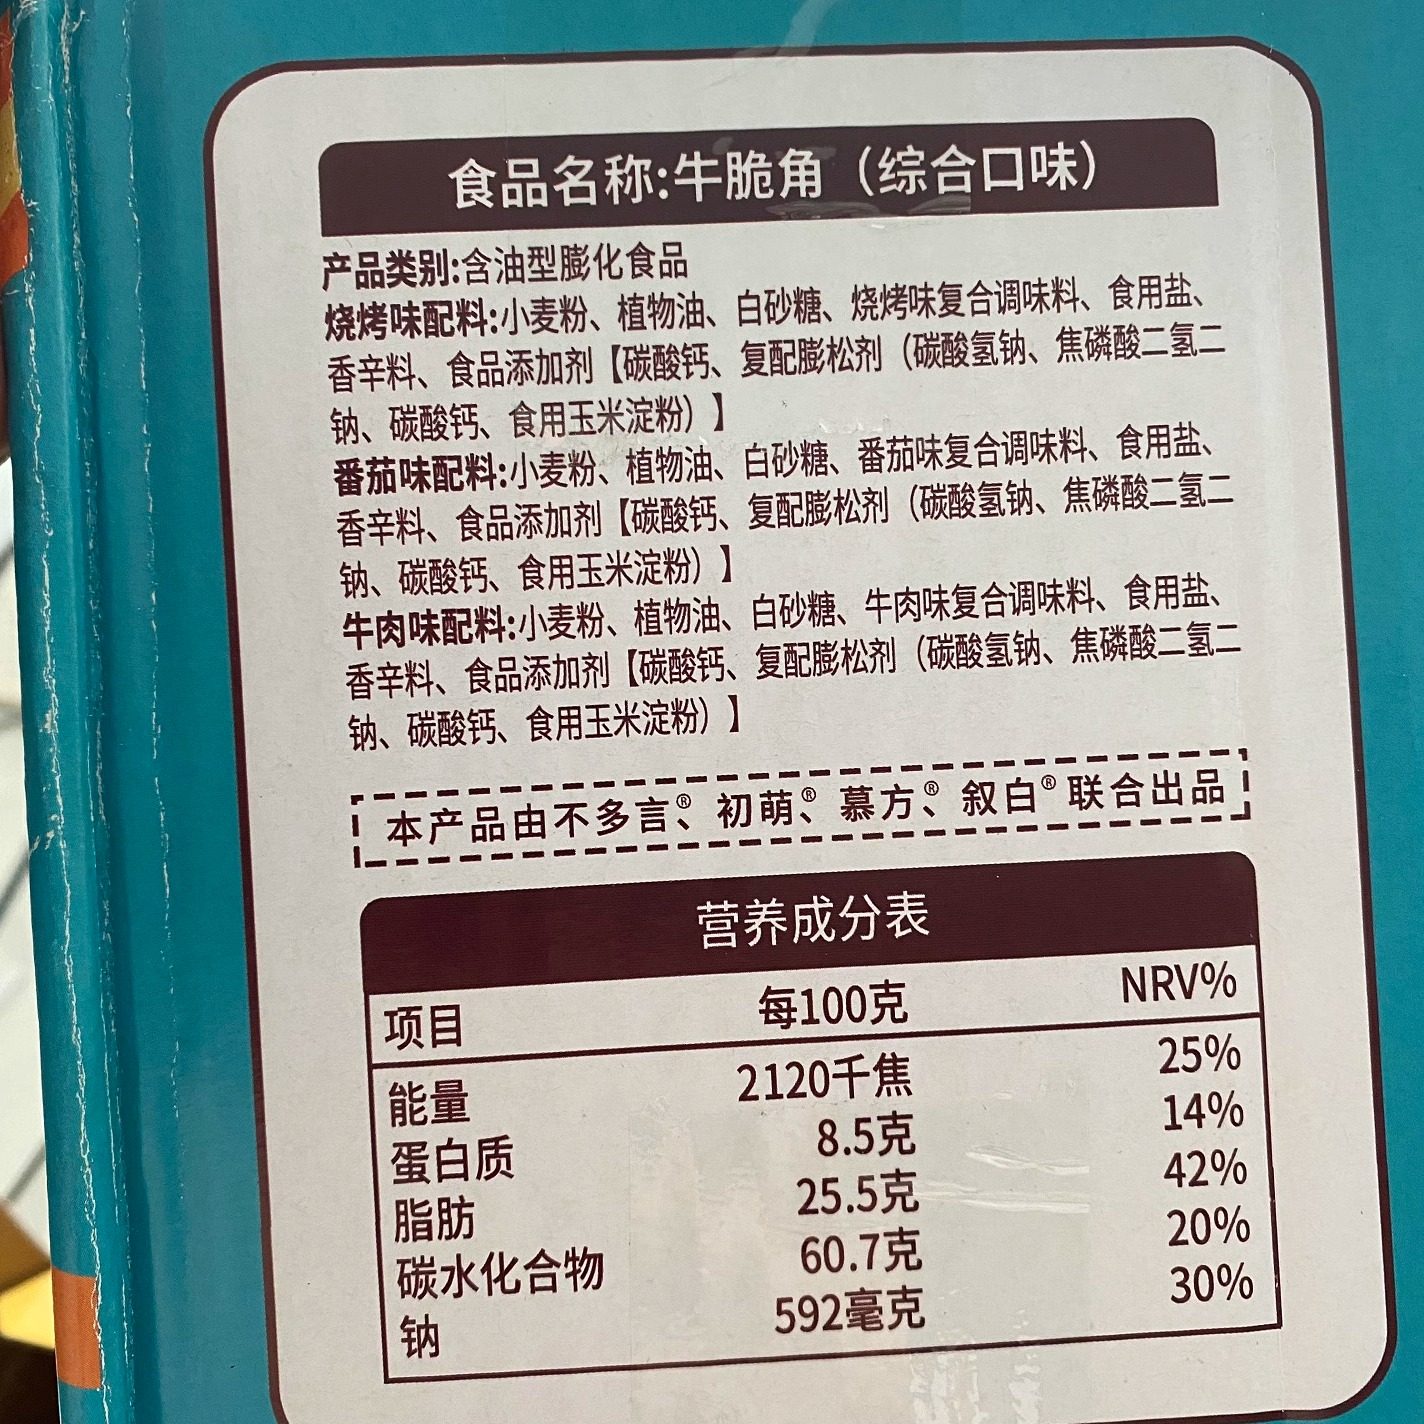 食品名称:牛脆角（综合口味）
产品类别:含油型膨化食品
烧烤味配料:小麦粉、植物油、白砂糖、烧烤味复合调味料、食用盐、
香辛料、食品添加剂【碳酸钙、复配膨松剂（碳酸氢钠、焦磷酸二氢二
钠、碳酸钙、食用玉米淀粉）】
番茄味配料:小麦粉、植物油、白砂糖、番茄味复合调味料、食用盐、
香辛料、食品添加剂【碳酸钙、复配膨松剂（碳酸氢钠、焦磷酸二氢二
钠、碳酸钙、食用玉米淀粉）】
牛肉味配料:小麦粉、植物油、白砂糖、牛肉味复合调味料、食用盐、
香辛料、食品添加剂【碳酸钙、复配膨松剂（碳酸氢钠、焦磷酸二氢二
钠、碳酸钙、食用玉米淀粉）】
本产品由不多言®、初萌®、慕方®、叙白®联合出品
营养成分表
项目 每100克 NRV%
能量 2120千焦 25%
蛋白质 8.5克 14%
脂肪 25.5克 42%
碳水化合物 60.7克 20%
钠 592毫克 30%